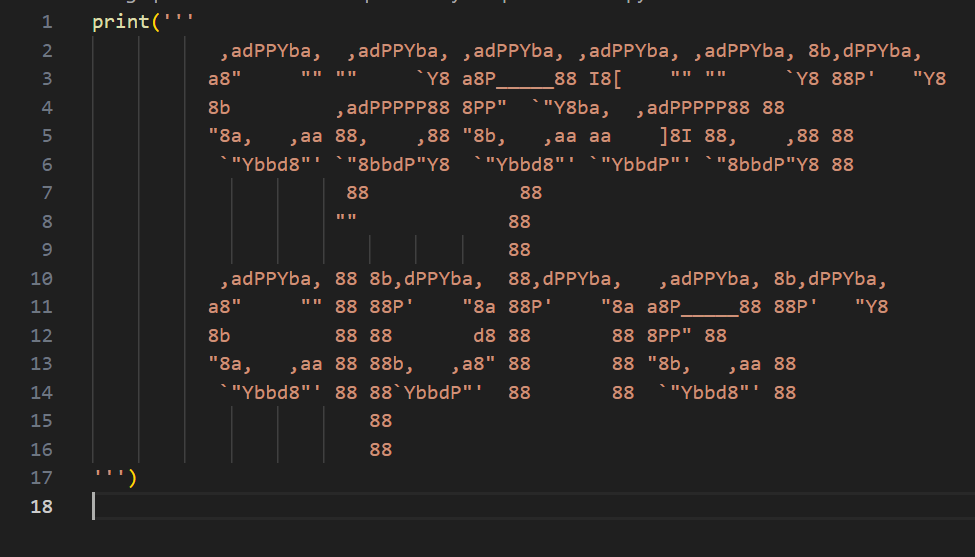 1 print('''
2            ,adPPYba,  ,adPPYba, ,adPPYba, ,adPPYba, ,adPPYba, 8b,dPPYba,
3           a8"     "" ""     `Y8 a8P_____88 I8[    "" ""     `Y8 88P'   "Y8
4           8b         ,adPPPPP88 8PP"  `"Y8ba,  ,adPPPPP88 88
5           "8a,   ,aa 88,    ,88 "8b,   ,aa aa    ]8I 88,    ,88 88
6            `"Ybbd8"' `"8bbdP"Y8  `"Ybbd8"' `"YbbdP"' `"8bbdP"Y8 88
7                       88             88
8                      ""             88
9                                     88
10            ,adPPYba, 88 8b,dPPYba,  88,dPPYba,   ,adPPYba, 8b,dPPYba,
11           a8"     "" 88 88P'    "8a 88P'    "8a a8P_____88 88P'   "Y8
12           8b         88 88       d8 88       88 8PP" 88
13           "8a,   ,aa 88 88b,   ,a8" 88       88 "8b,   ,aa 88
14            `"Ybbd8"' 88 88`YbbdP"'  88       88  `"Ybbd8"' 88
15                         88
16                         88
17 ''')
18